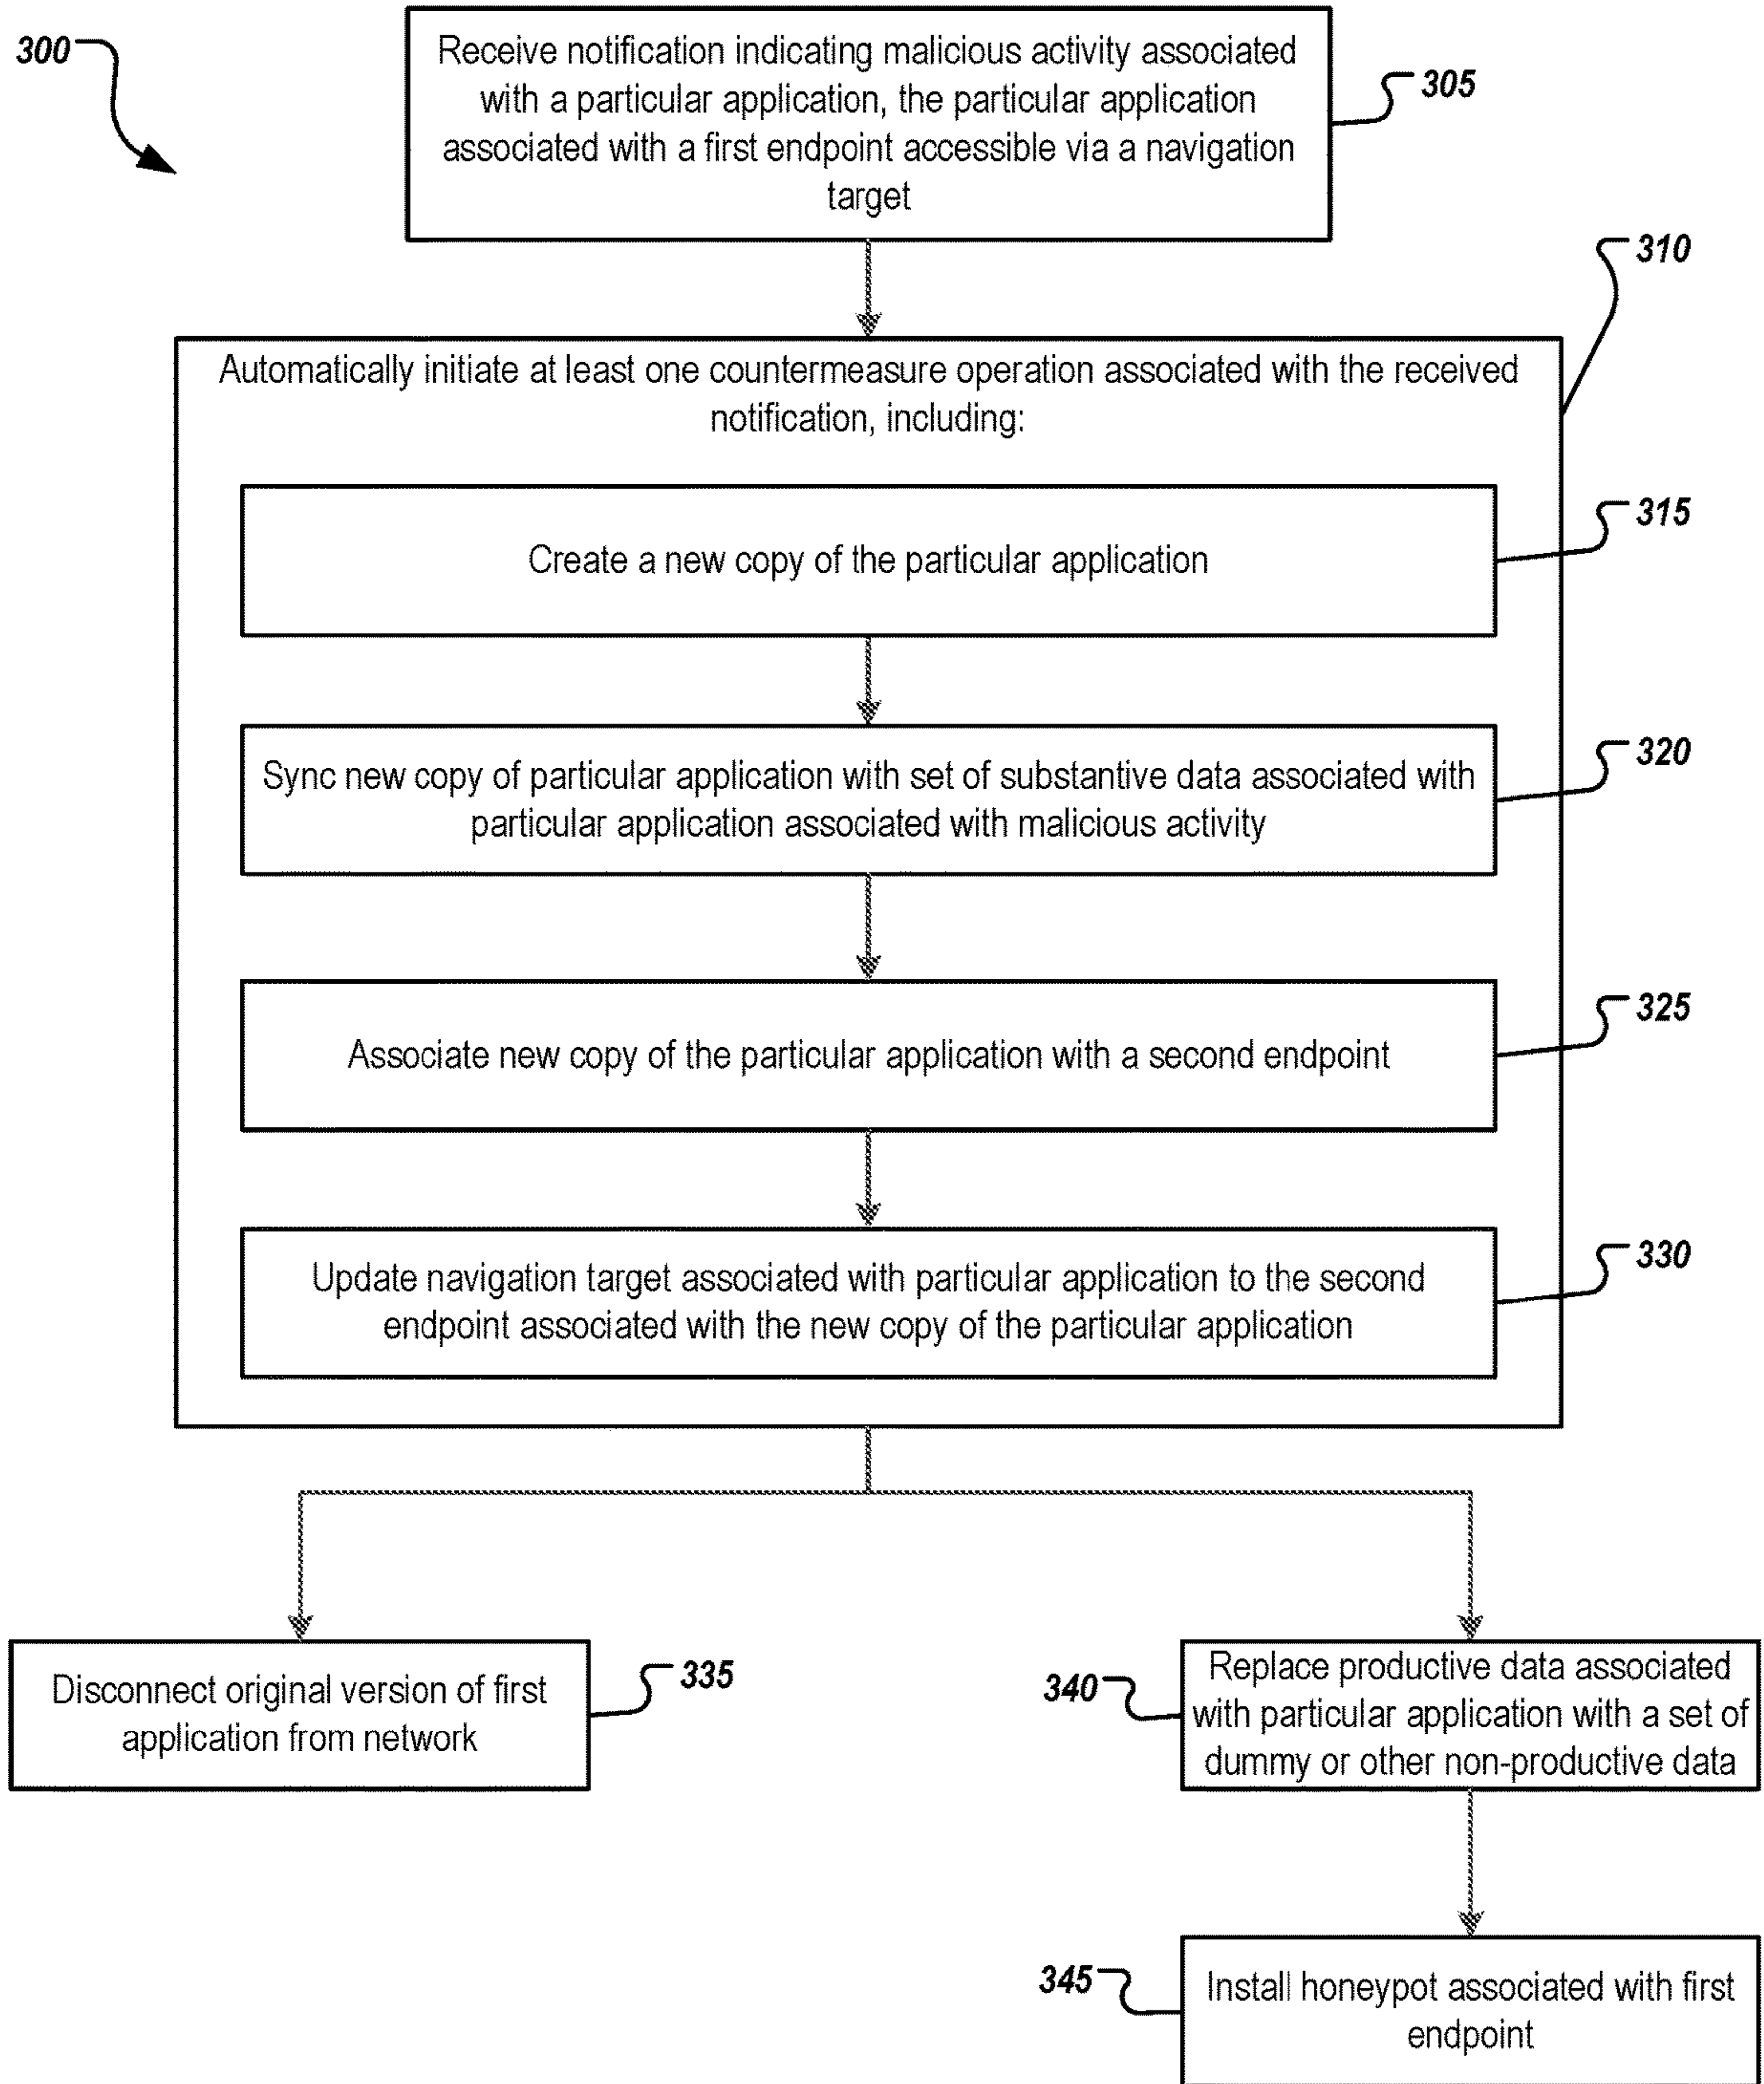 300
Receive notification indicating malicious activity associated
with a particular application, the particular application
associated with a first endpoint accessible via a navigation
target
305
310
Automatically initiate at least one countermeasure operation associated with the received
notification, including:
Create a new copy of the particular application
315
Sync new copy of particular application with set of substantive data associated with
particular application associated with malicious activity
320
Associate new copy of the particular application with a second endpoint
325
Update navigation target associated with particular application to the second
endpoint associated with the new copy of the particular application
330
Disconnect original version of first
application from network
335
340
Replace productive data associated
with particular application with a set of
dummy or other non-productive data
345
Install honeypot associated with first
endpoint